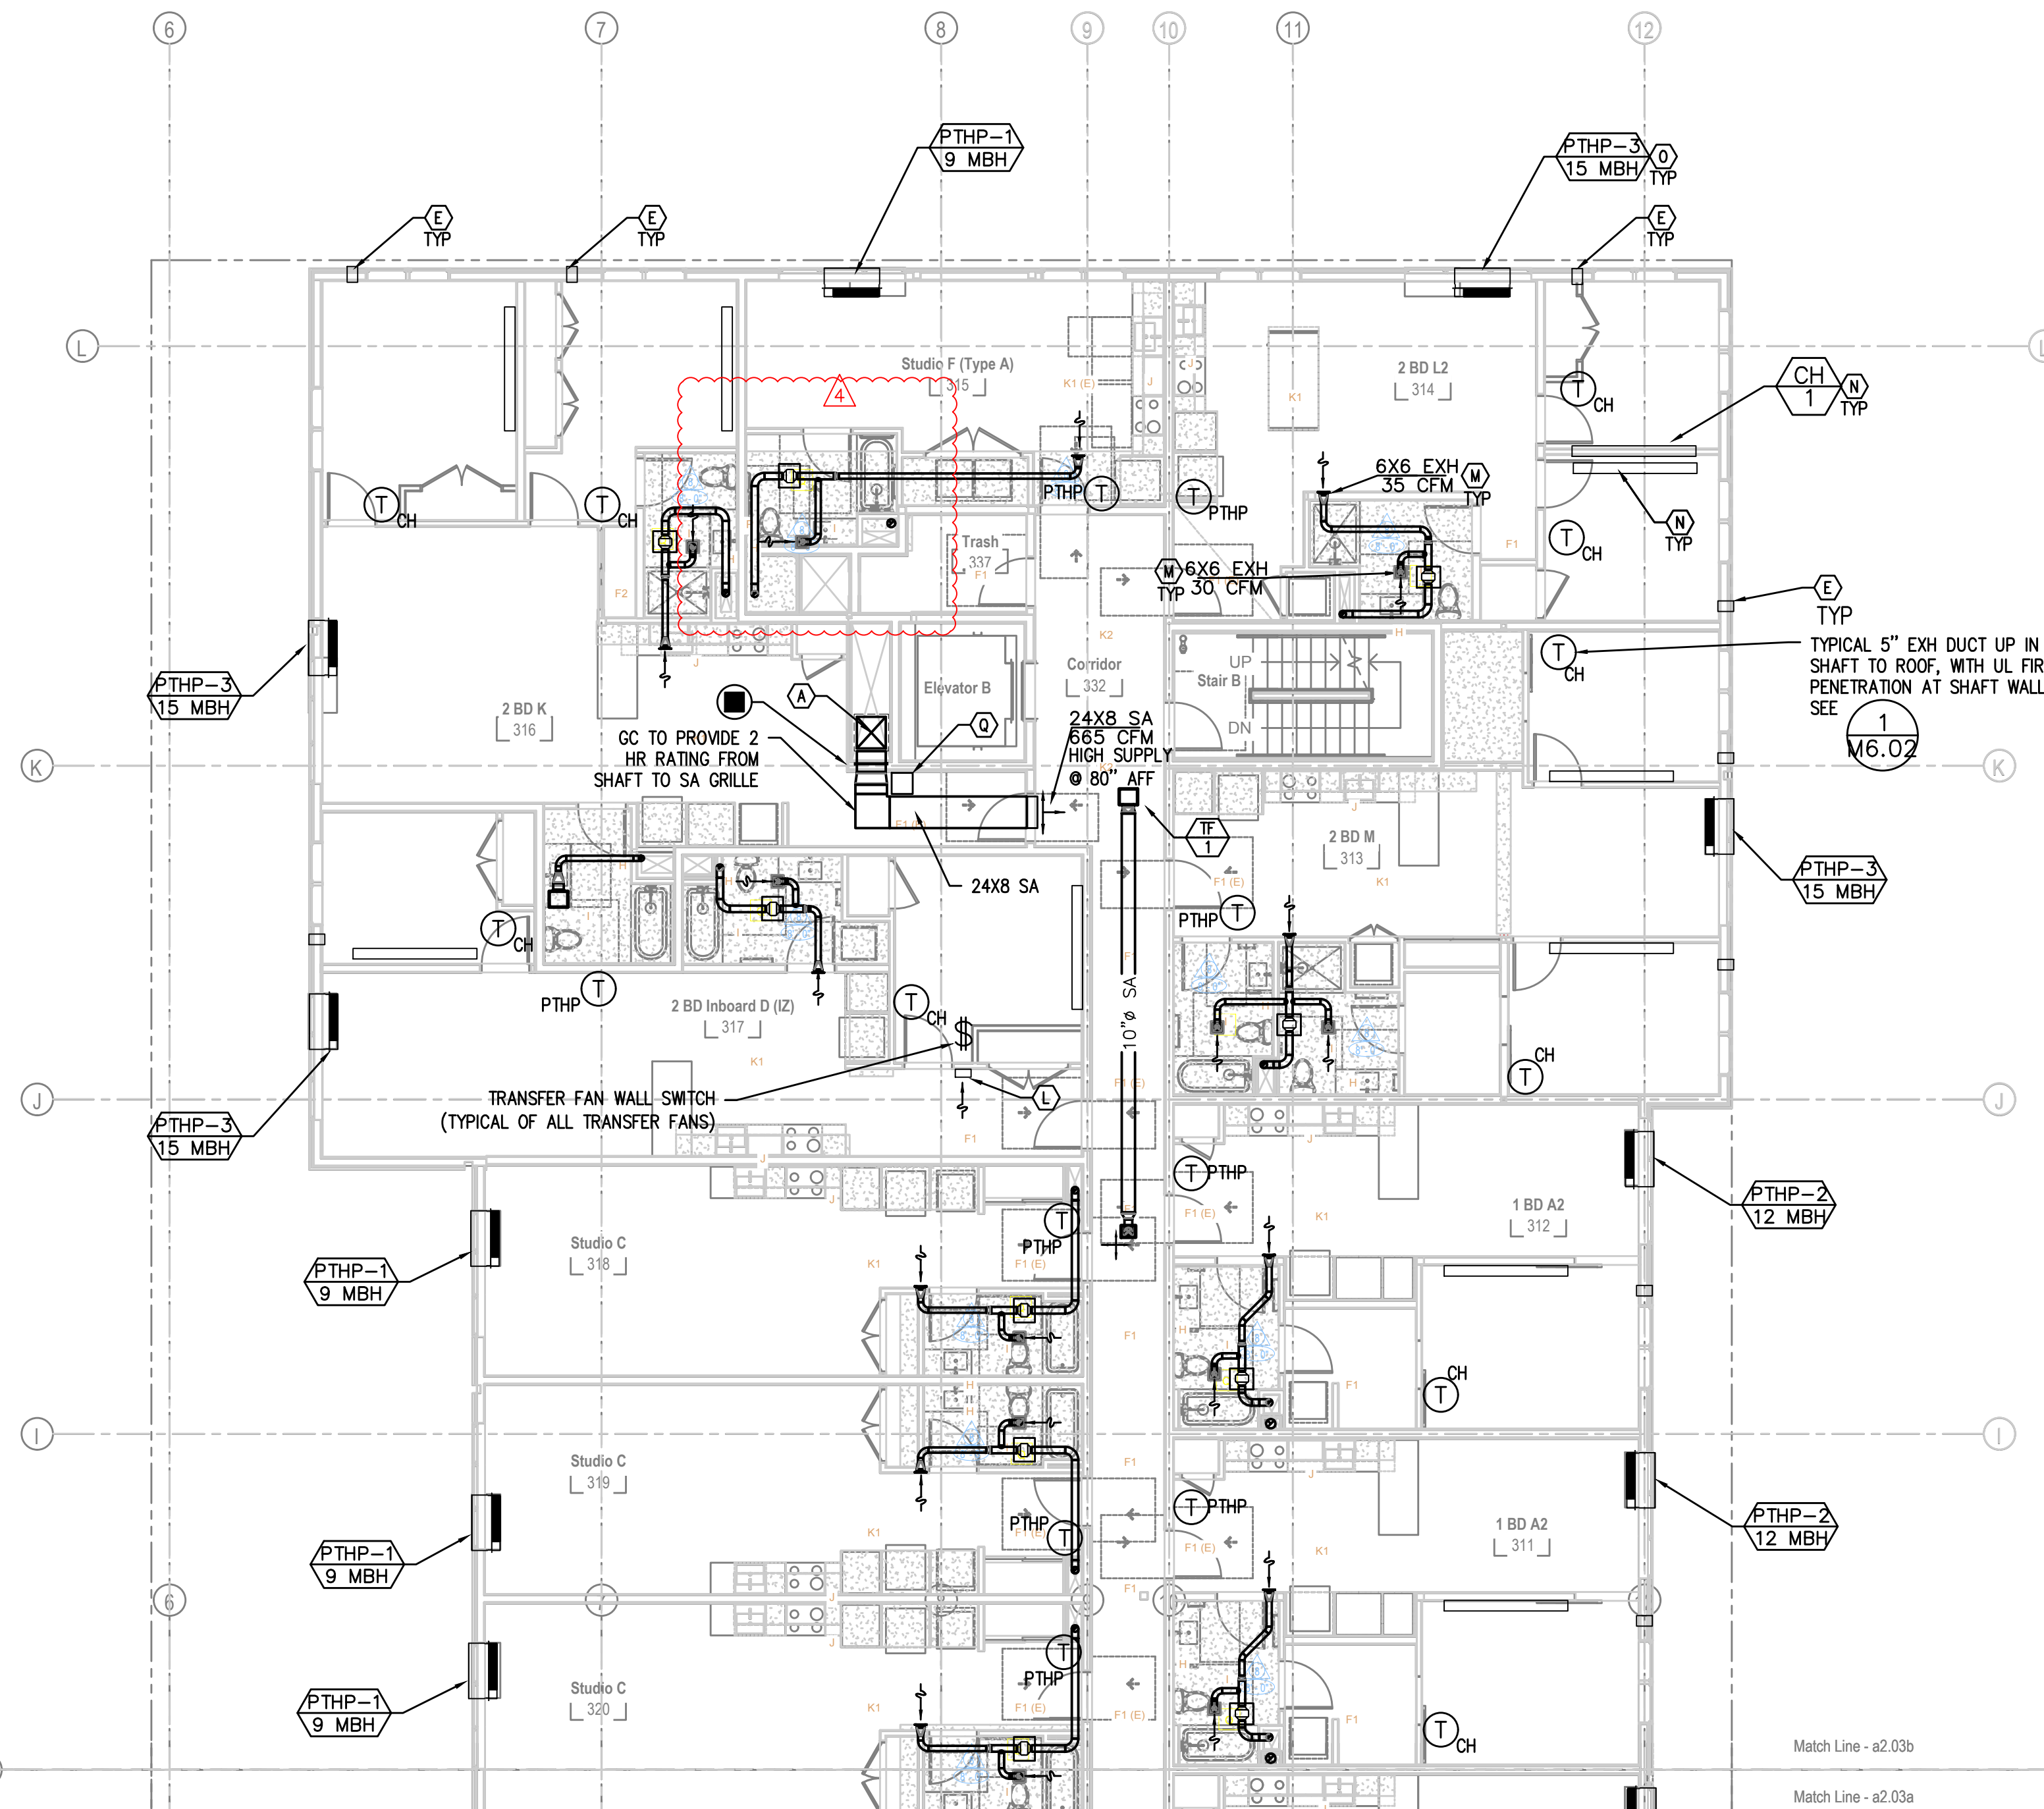 6
7
8
9
10
11
12
PTHP-1
9 MBH
PTHP-3
15 MBH
O
TYP
E
TYP
E
TYP
E
TYP
L
L
Studio F (Type A)
315
4
K1 (E)
J
J
K1
2 BD L2
314
CH
1
N
TYP
T
CH
T
CH
T
CH
PTHP
T
T
PTHP
6X6 EXH
35 CFM
M
TYP
N
TYP
T
CH
F1
Trash
337
F1
M
TYP
6X6 EXH
30 CFM
F2
H
I
H
E
TYP
K2
J
TYPICAL 5" EXH DUCT UP IN
SHAFT TO ROOF, WITH UL FIR
PENETRATION AT SHAFT WALL
SEE
1
M6.02
T
CH
PTHP-3
15 MBH
2 BD K
316
A
Elevator B
Corridor
332
Stair B
UP
DN
Q
GC TO PROVIDE 2
HR RATING FROM
SHAFT TO SA GRILLE
24X8 SA
665 CFM
HIGH SUPPLY
@ 80" AFF
K
K
F1 (E)
TF
1
J
2 BD M
313
K1
F1 (E)
PTHP-3
15 MBH
24X8 SA
H
I
H
I
T
CH
PTHP
T
PTHP
T
F1
10"ø SA
2 BD Inboard D (IZ)
317
K1
T
CH
T
CH
TRANSFER FAN WALL SWITCH
(TYPICAL OF ALL TRANSFER FANS)
L
F1 (E)
H
J
J
PTHP-3
15 MBH
F1
J
J
J
T
PTHP
F1 (E)
K1
1 BD A2
312
PTHP-2
12 MBH
PTHP-1
9 MBH
Studio C
318
K1
T
PTHP
F1 (E)
F1
H
H
H
T
CH
F1
I
I
Studio C
319
K1
PTHP
T
F1 (E)
T
PTHP
F1 (E)
J
K1
1 BD A2
311
PTHP-2
12 MBH
PTHP-1
9 MBH
F1
6
7
J
J
T
PTHP
F1 (E)
F1 (E)
H
F1
T
CH
PTHP-1
9 MBH
Studio C
320
K1
Match Line - a2.03b
Match Line - a2.03a